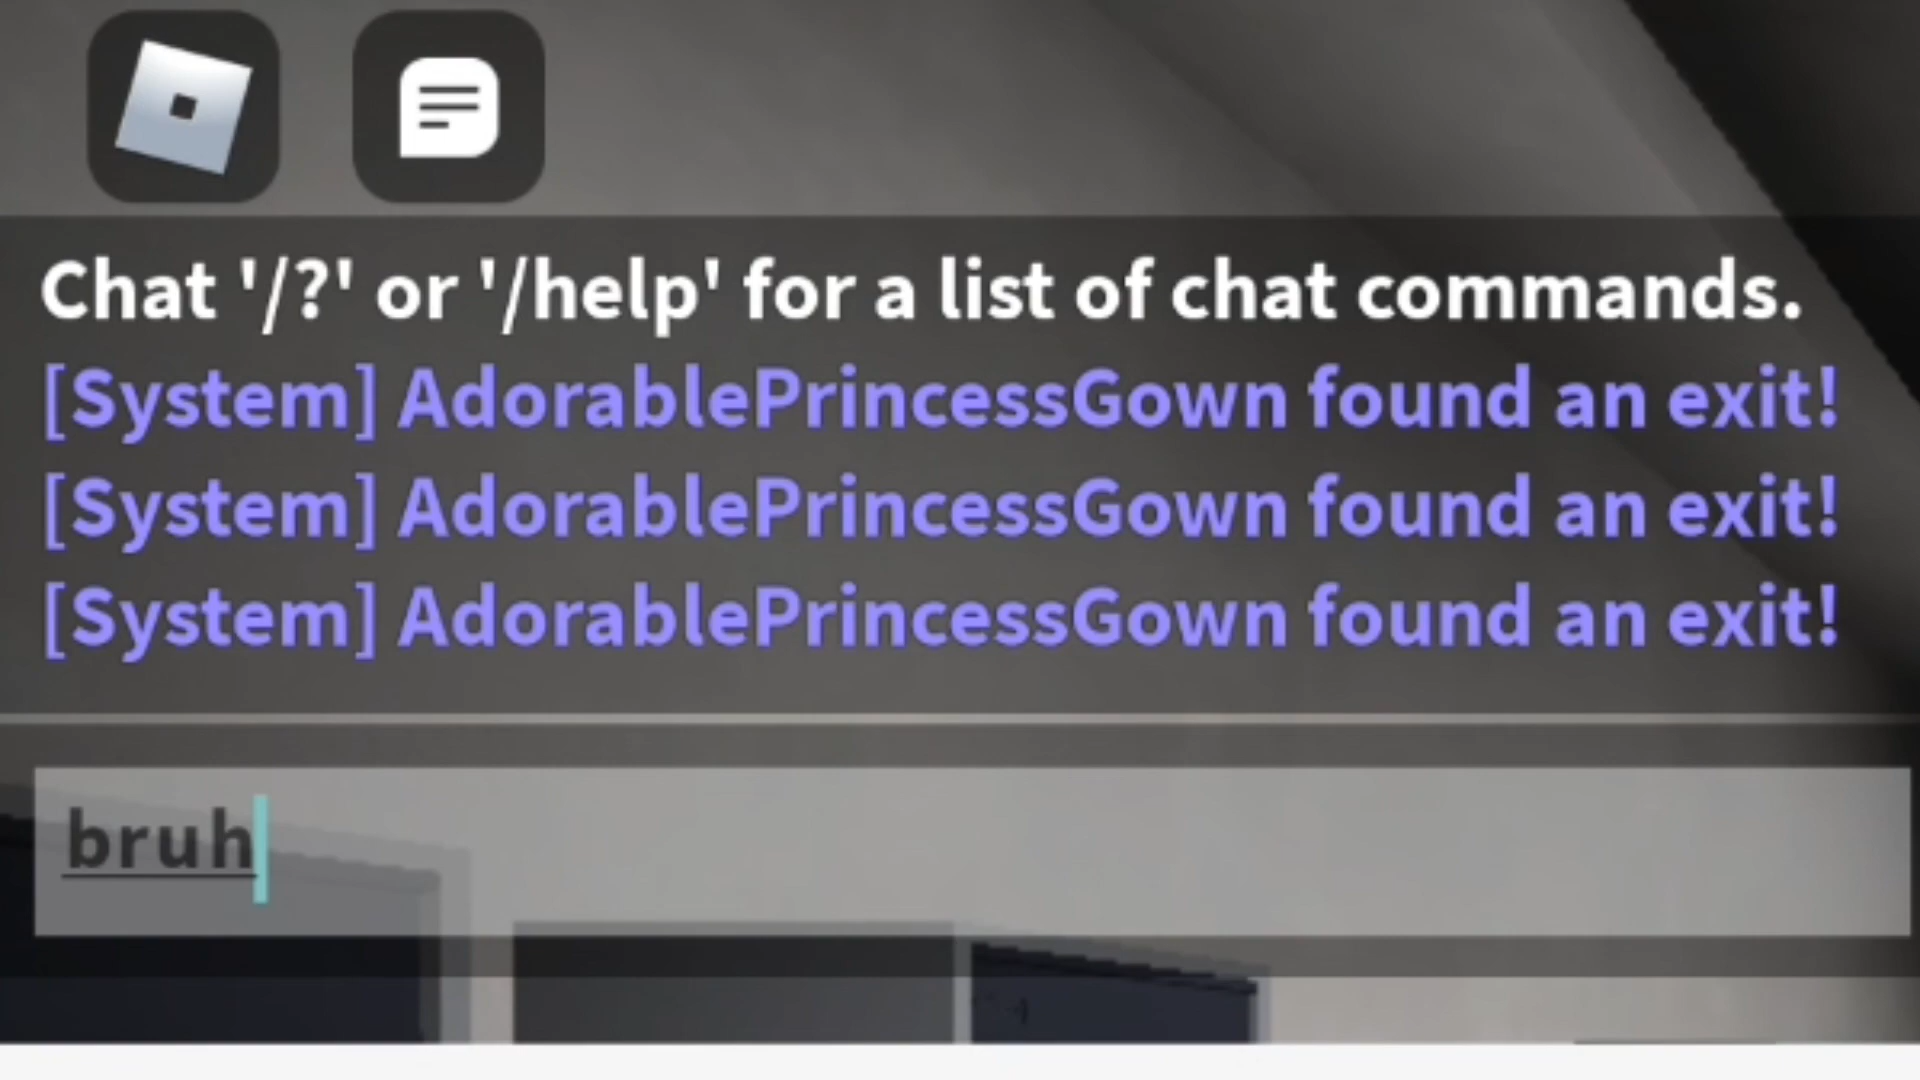 Chat '/?' or '/help' for a list of chat commands.
[System] AdorablePrincessGown found an exit!
[System] AdorablePrincessGown found an exit!
[System] AdorablePrincessGown found an exit!
bruh